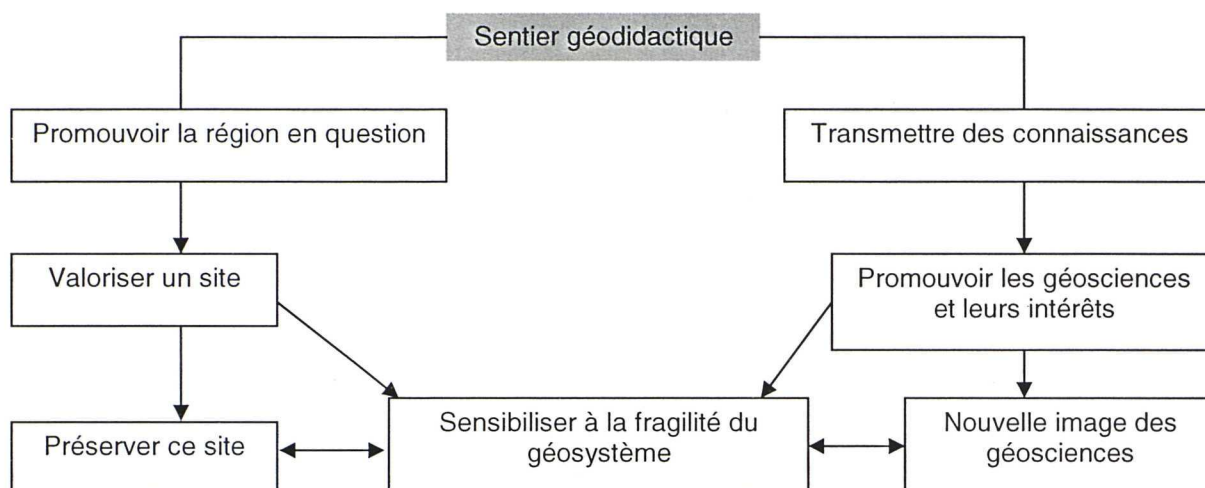 Sentier géodidactique
Promouvoir la région en question
Transmettre des connaissances
Valoriser un site
Promouvoir les géosciences
et leurs intérêts
Préserver ce site
Sensibiliser à la fragilité du
géosystème
Nouvelle image des
géosciences